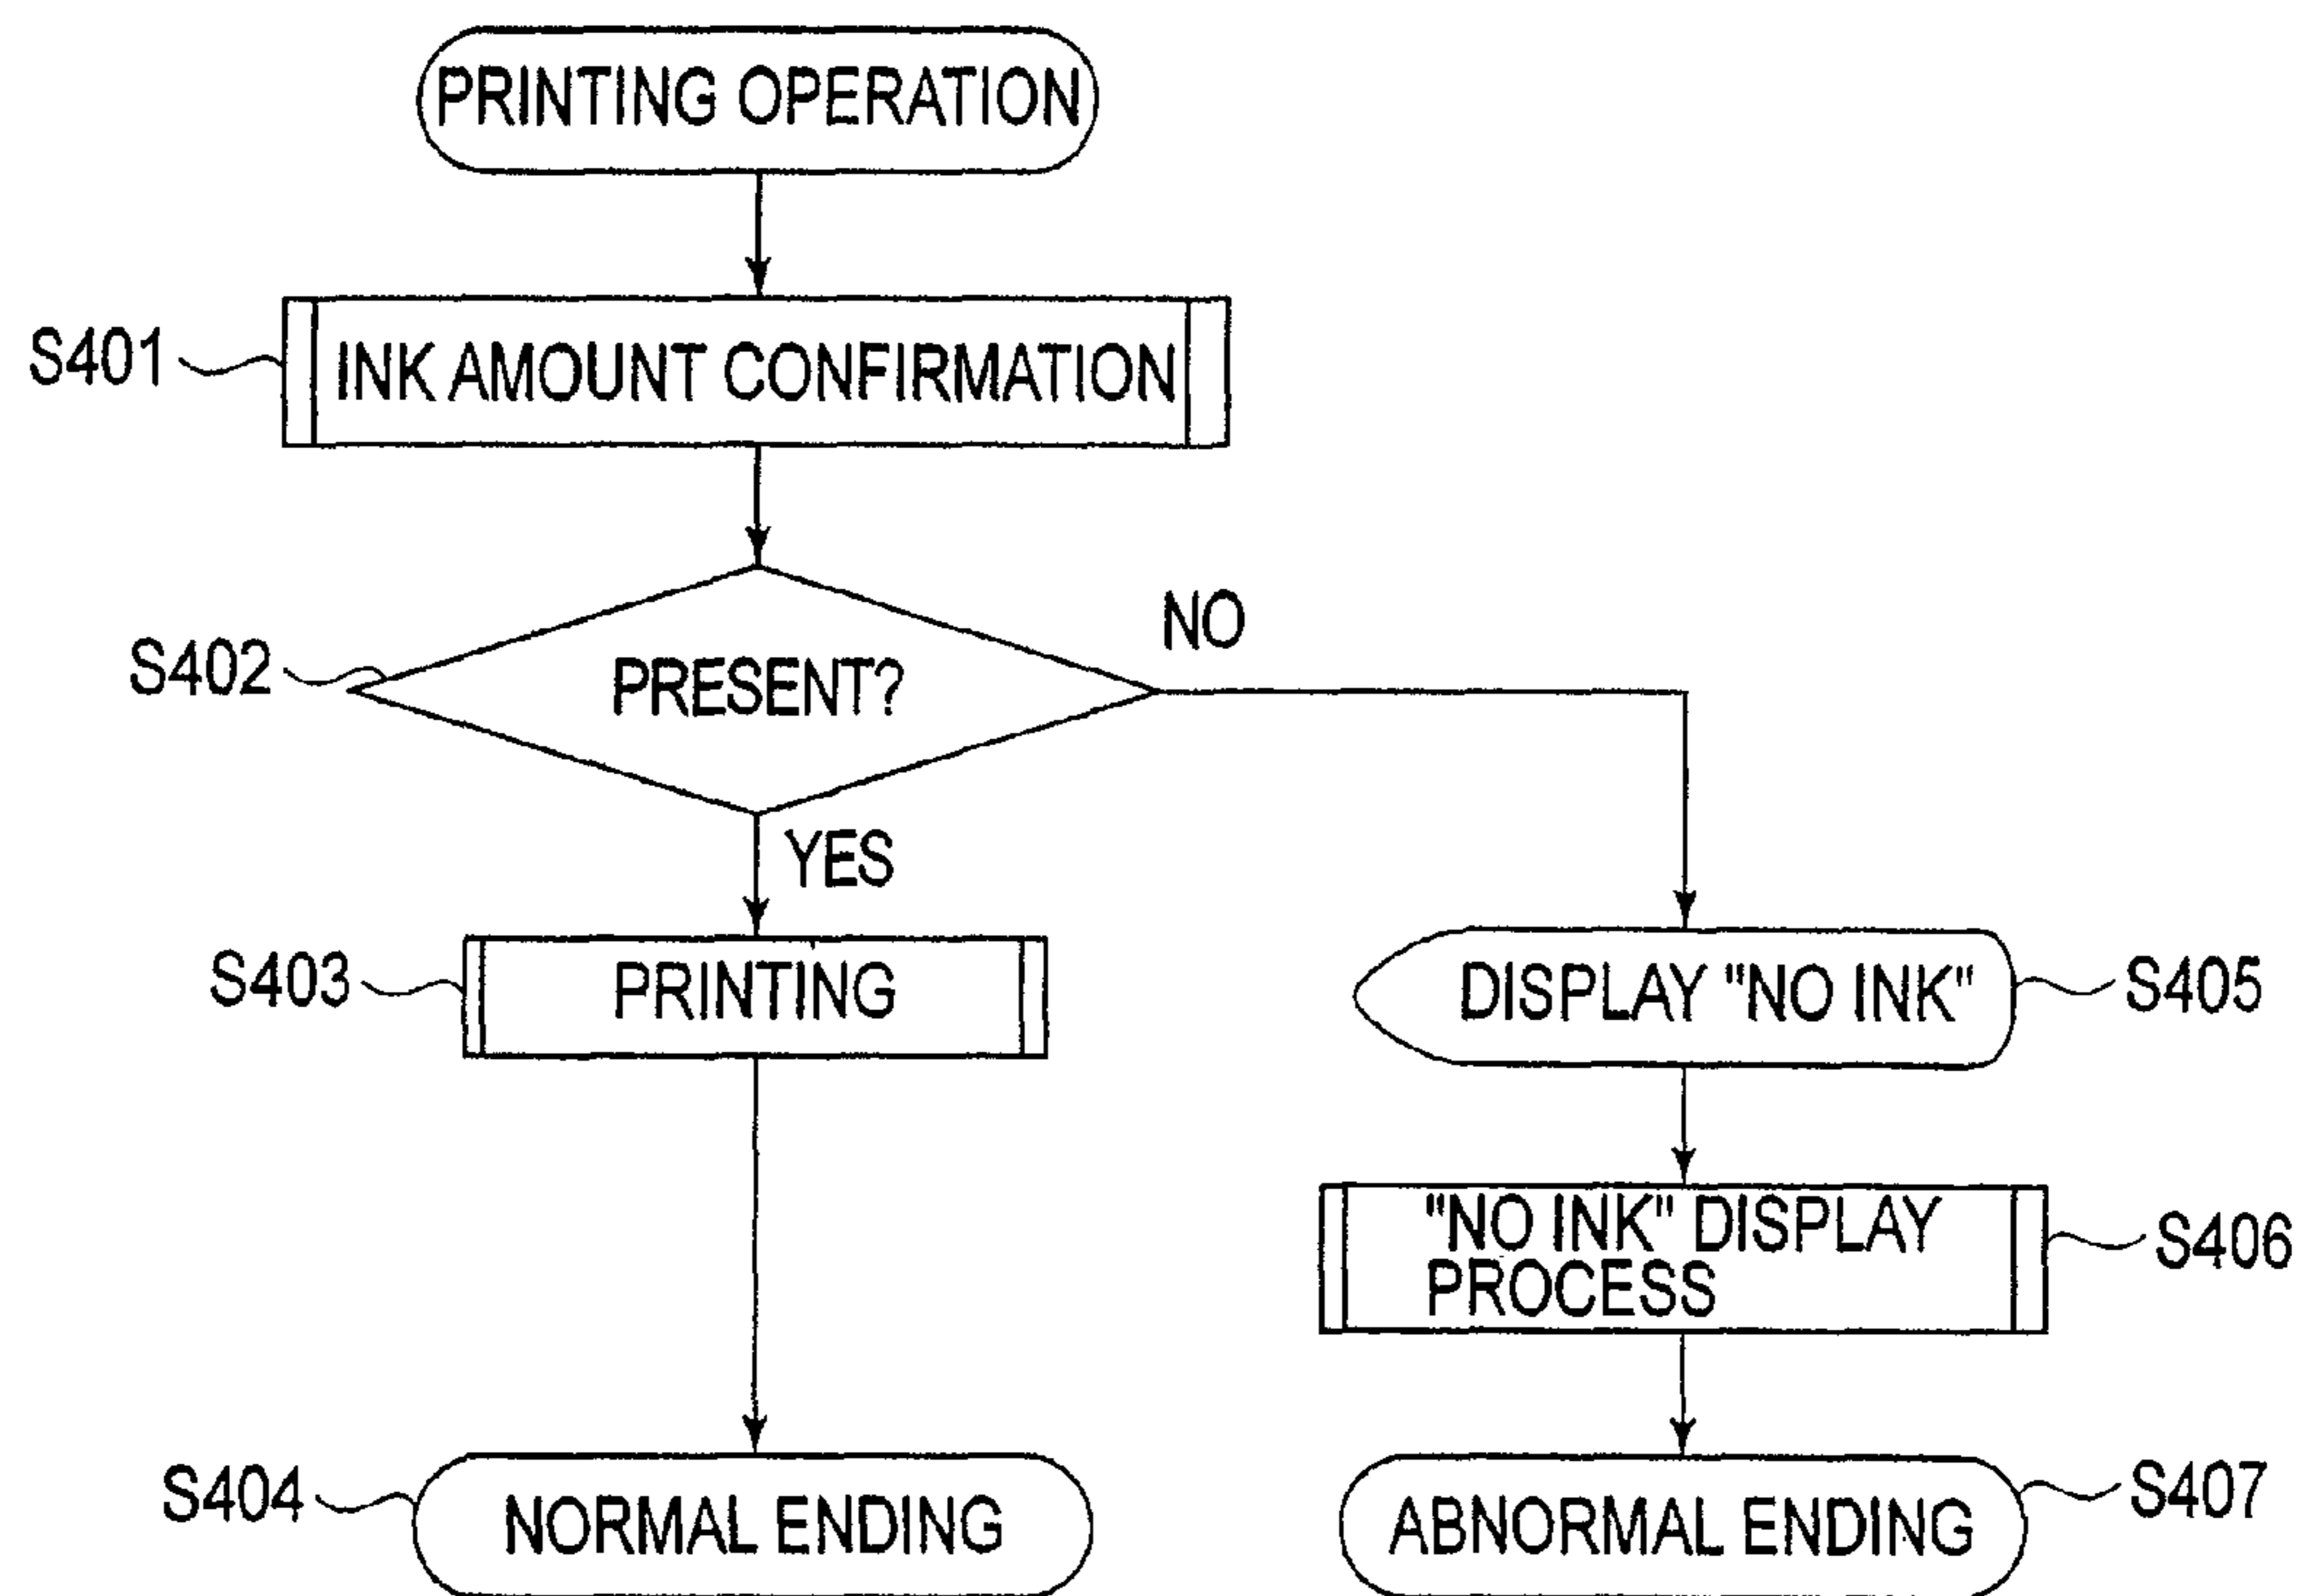 PRINTING OPERATION
S401
INK AMOUNT CONFIRMATION
S402
PRESENT?
NO
YES
S403
PRINTING
DISPLAY "NO INK"
S405
"NO INK" DISPLAY
PROCESS
S406
S404
NORMAL ENDING
ABNORMAL ENDING
S407